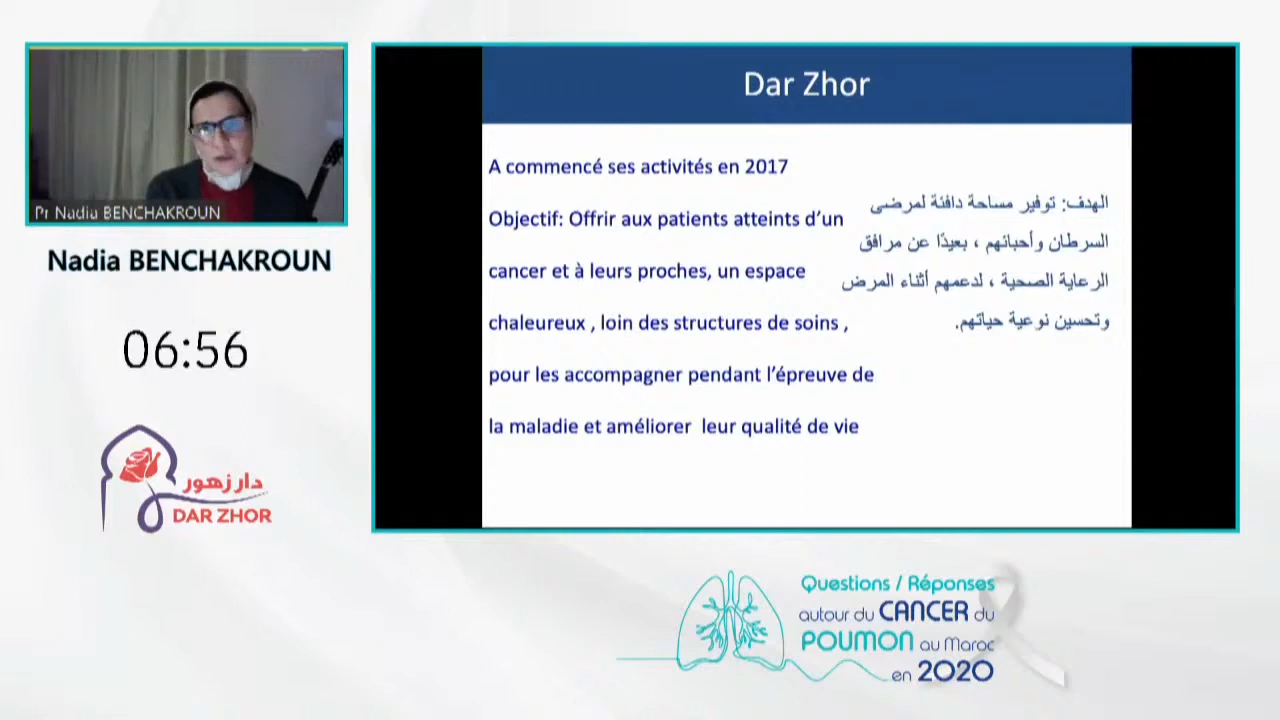 Pr Nadia BENCHAKROUN
Nadia BENCHAKROUN
06:56
دار زهور
DAR ZHOR
Dar Zhor
A commencé ses activités en 2017
Objectif: Offrir aux patients atteints d’un
cancer et à leurs proches, un espace
chaleureux , loin des structures de soins ,
pour les accompagner pendant l’épreuve de
la maladie et améliorer leur qualité de vie
الهدف: توفير مساحة دافئة لمرضى
السرطان وأحبائهم ، بعيدًا عن مرافق
الرعاية الصحية ، لدعمهم أثناء المرض
وتحسين نوعية حياتهم.
Questions / Réponses
autour du CANCER du
POUMON au Maroc
en 2020